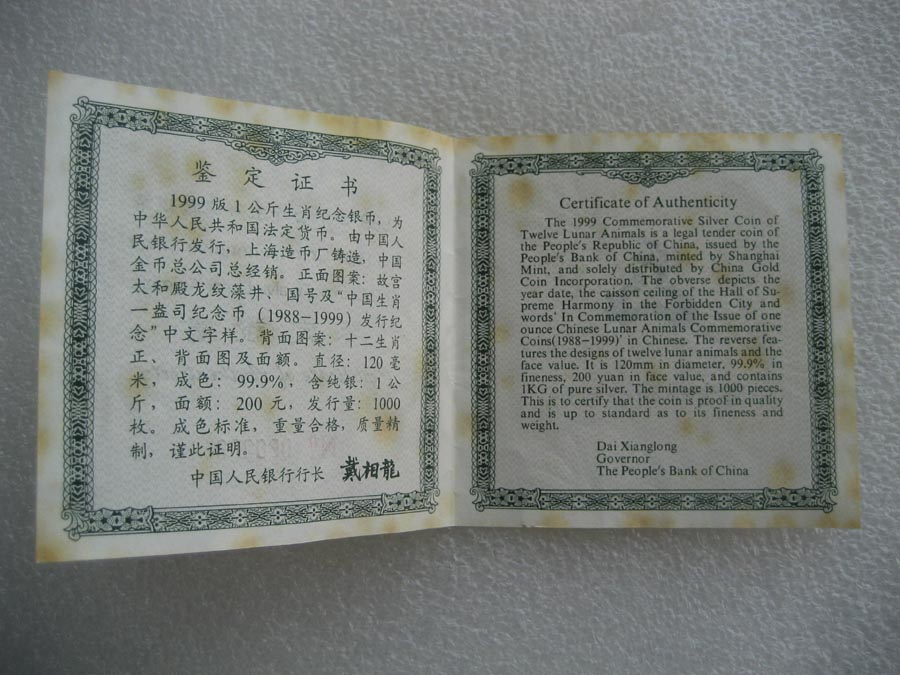 鉴定证书
1999版1公斤生肖纪念银币，为
中华人民共和国法定货币。由中国人
民银行发行，上海造币厂铸造，中国
金币总公司总经销。正面图案：故宫
太和殿龙纹藻井、国号及“中国生肖
一盎司纪念币（1988-1999）发行纪
念”中文字样。背面图案：十二生肖
正、背面图及面额。直径：120毫
米，成色：99.9%，含纯银：1公
斤，面额：200元，发行量：1000
枚。成色标准，重量合格，质量精
制，谨此证明。
中国人民银行行长 戴相龍
Certificate of Authenticity
The 1999 Commemorative Silver Coin of
Twelve Lunar Animals is a legal tender coin of
the People's Republic of China, issued by the
People's Bank of China, minted by Shanghai
Mint, and solely distributed by China Gold
Coin Incorporation. The obverse depicts the
year date, the caisson ceiling of the Hall of Su-
preme Harmony in the Forbidden City and
words' In Commemoration of the Issue of one
ounce Chinese Lunar Animals Commemorative
Coins(1988-1999)' in Chinese. The reverse fea-
tures the designs of twelve lunar animals and the
face value. It is 120mm in diameter, 99.9% in
fineness, 200 yuan in face value, and contains
1KG of pure silver. The mintage is 1000 pieces.
This is to certify that the coin is proof in quality
and is up to standard as to its fineness and
weight.
Dai Xianglong
Governor
The People's Bank of China